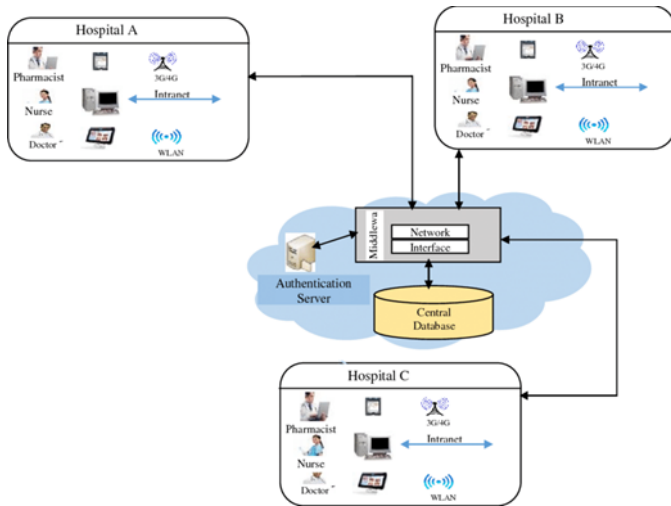 Hospital A
Pharmacist
3G/4G
Nurse
Intranet
Doctor
WLAN
Hospital B
Pharmacist
3G/4G
Nurse
Intranet
Doctor
WLAN
Middlewa
Network
Interface
Authentication
Server
Central
Database
Hospital C
Pharmacist
3G/4G
Nurse
Intranet
Doctor
WLAN